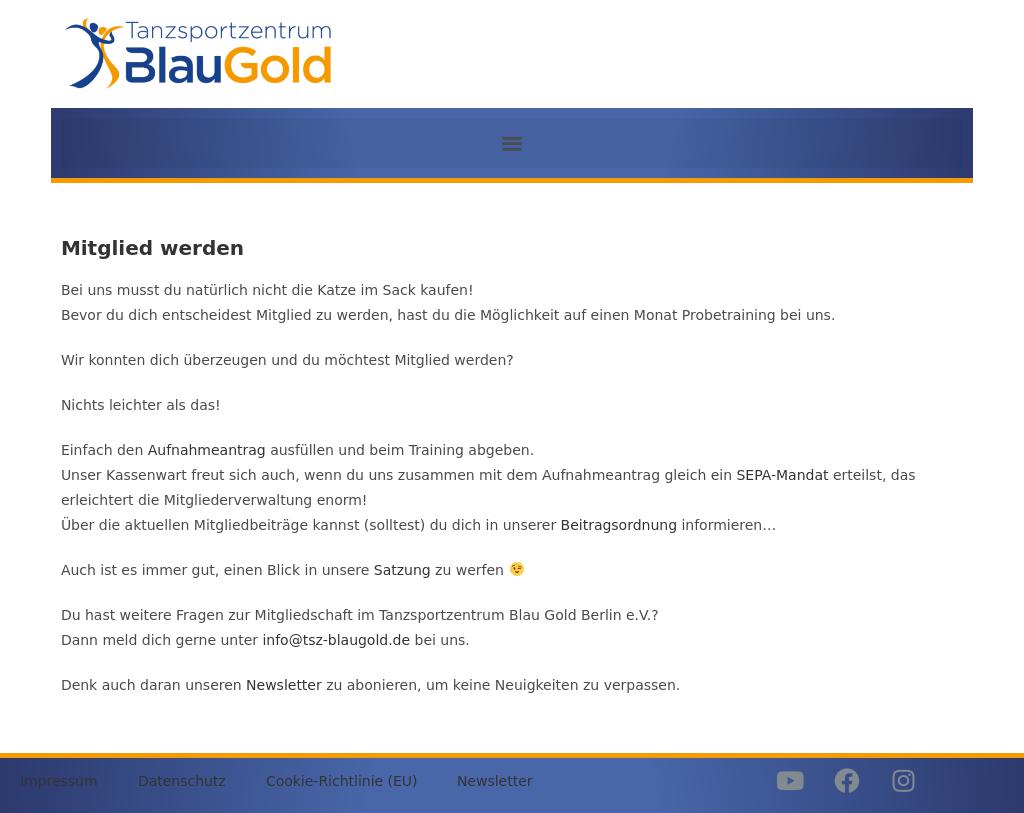 Tanzsportzentrum
BlauGold
Mitglied werden
Bei uns musst du natürlich nicht die Katze im Sack kaufen!
Bevor du dich entscheidest Mitglied zu werden, hast du die Möglichkeit auf einen Monat Probetraining bei uns.
Wir konnten dich überzeugen und du möchtest Mitglied werden?
Nichts leichter als das!
Einfach den Aufnahmeantrag ausfüllen und beim Training abgeben.
Unser Kassenwart freut sich auch, wenn du uns zusammen mit dem Aufnahmeantrag gleich ein SEPA-Mandat erteilst, das
erleichtert die Mitgliederverwaltung enorm!
Über die aktuellen Mitgliedbeiträge kannst (solltest) du dich in unserer Beitragsordnung informieren…
Auch ist es immer gut, einen Blick in unsere Satzung zu werfen 😉
Du hast weitere Fragen zur Mitgliedschaft im Tanzsportzentrum Blau Gold Berlin e.V.?
Dann meld dich gerne unter info@tsz-blaugold.de bei uns.
Denk auch daran unseren Newsletter zu abonieren, um keine Neuigkeiten zu verpassen.
Impressum Datenschutz Cookie-Richtlinie (EU) Newsletter